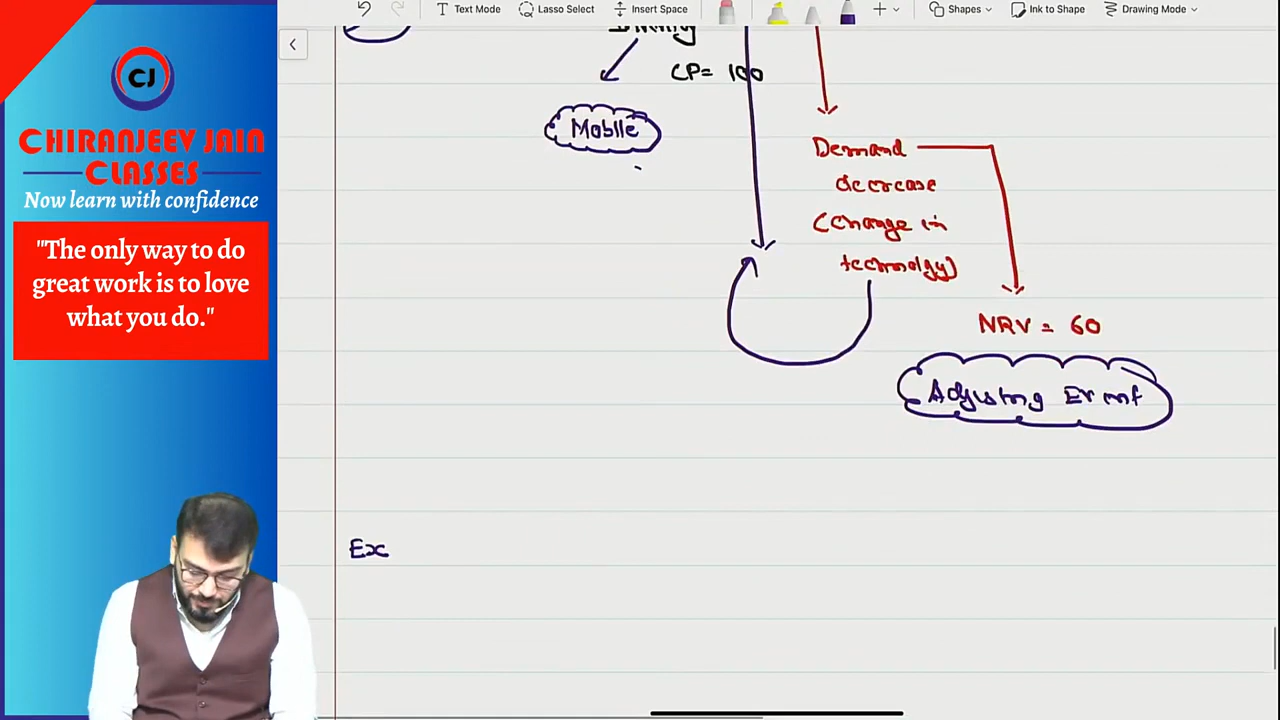 Text Mode
Lasso Select
Insert Space
Shapes
Ink to Shape
Drawing Mode
CJ
CHIRANJEEV JAIN
CLASSES
Now learn with confidence
"The only way to do
great work is to love
what you do."
CP= 100
Mobile
Demand
decrease
(change in
technolgy)
NRV = 60
Adjusting Event
Ex